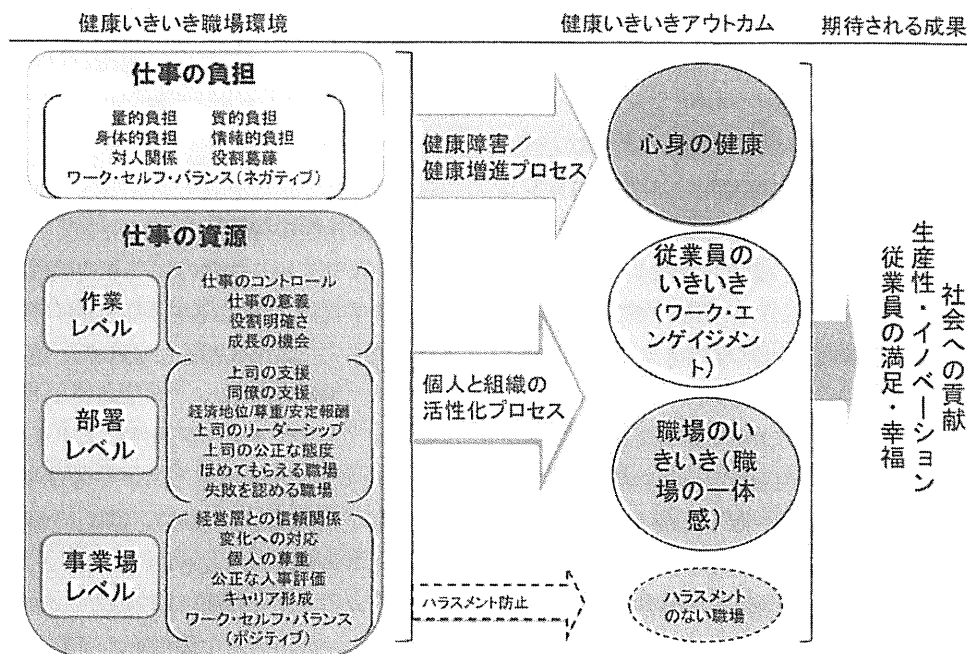 健康いきいき職場環境
健康いきいきアウトカム
期待される成果
仕事の負担
量的負担 質的負担
身体的負担 情緒的負担
対人関係 役割葛藤
ワーク・セルフ・バランス(ネガティブ)
仕事の資源
作業
レベル
仕事のコントロール
仕事の意義
役割明確さ
成長の機会
部署
レベル
上司の支援
同僚の支援
経済地位/尊重/安定報酬
上司のリーダーシップ
上司の公正な態度
ほめてもらえる職場
失敗を認める職場
事業場
レベル
経営層との信頼関係
変化への対応
個人の尊重
公正な人事評価
キャリア形成
ワーク・セルフ・バランス
(ポジティブ)
健康障害/
健康増進プロセス
個人と組織の
活性化プロセス
ハラスメント防止
心身の健康
従業員の
いきいき
(ワーク・エ
ンゲイジメン
ト)
職場のい
きいき(職
場の一体
感)
ハラスメント
のない職場
社会への貢献
生産性・イノベーション
従業員の満足・幸福